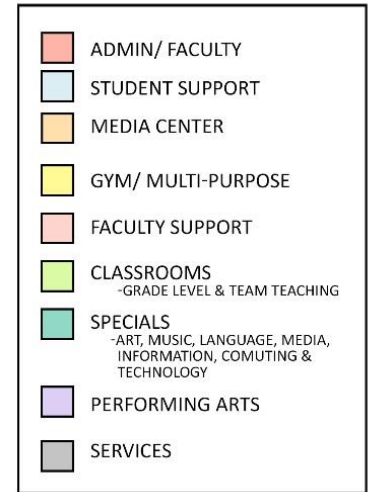 ADMIN/ FACULTY
STUDENT SUPPORT
MEDIA CENTER
GYM/ MULTI-PURPOSE
FACULTY SUPPORT
CLASSROOMS
-GRADE LEVEL & TEAM TEACHING
SPECIALS
-ART, MUSIC, LANGUAGE, MEDIA,
INFORMATION, COMUTING &
TECHNOLOGY
PERFORMING ARTS
SERVICES